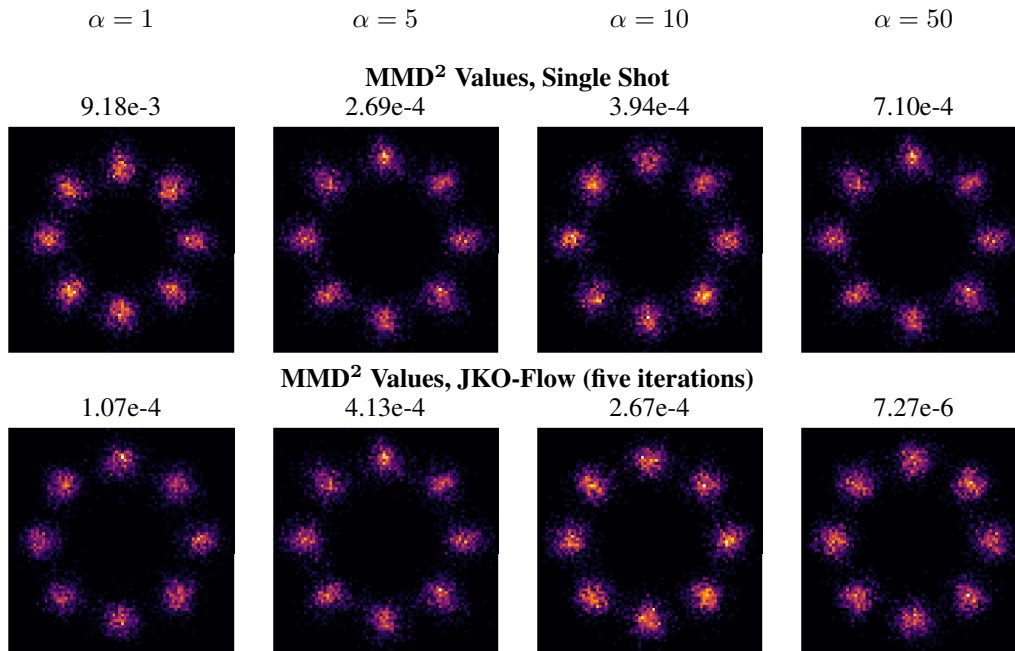 α = 1 α = 5 α = 10 α = 50
MMD² Values, Single Shot
9.18e-3 2.69e-4 3.94e-4 7.10e-4
MMD² Values, JKO-Flow (five iterations)
1.07e-4 4.13e-4 2.67e-4 7.27e-6